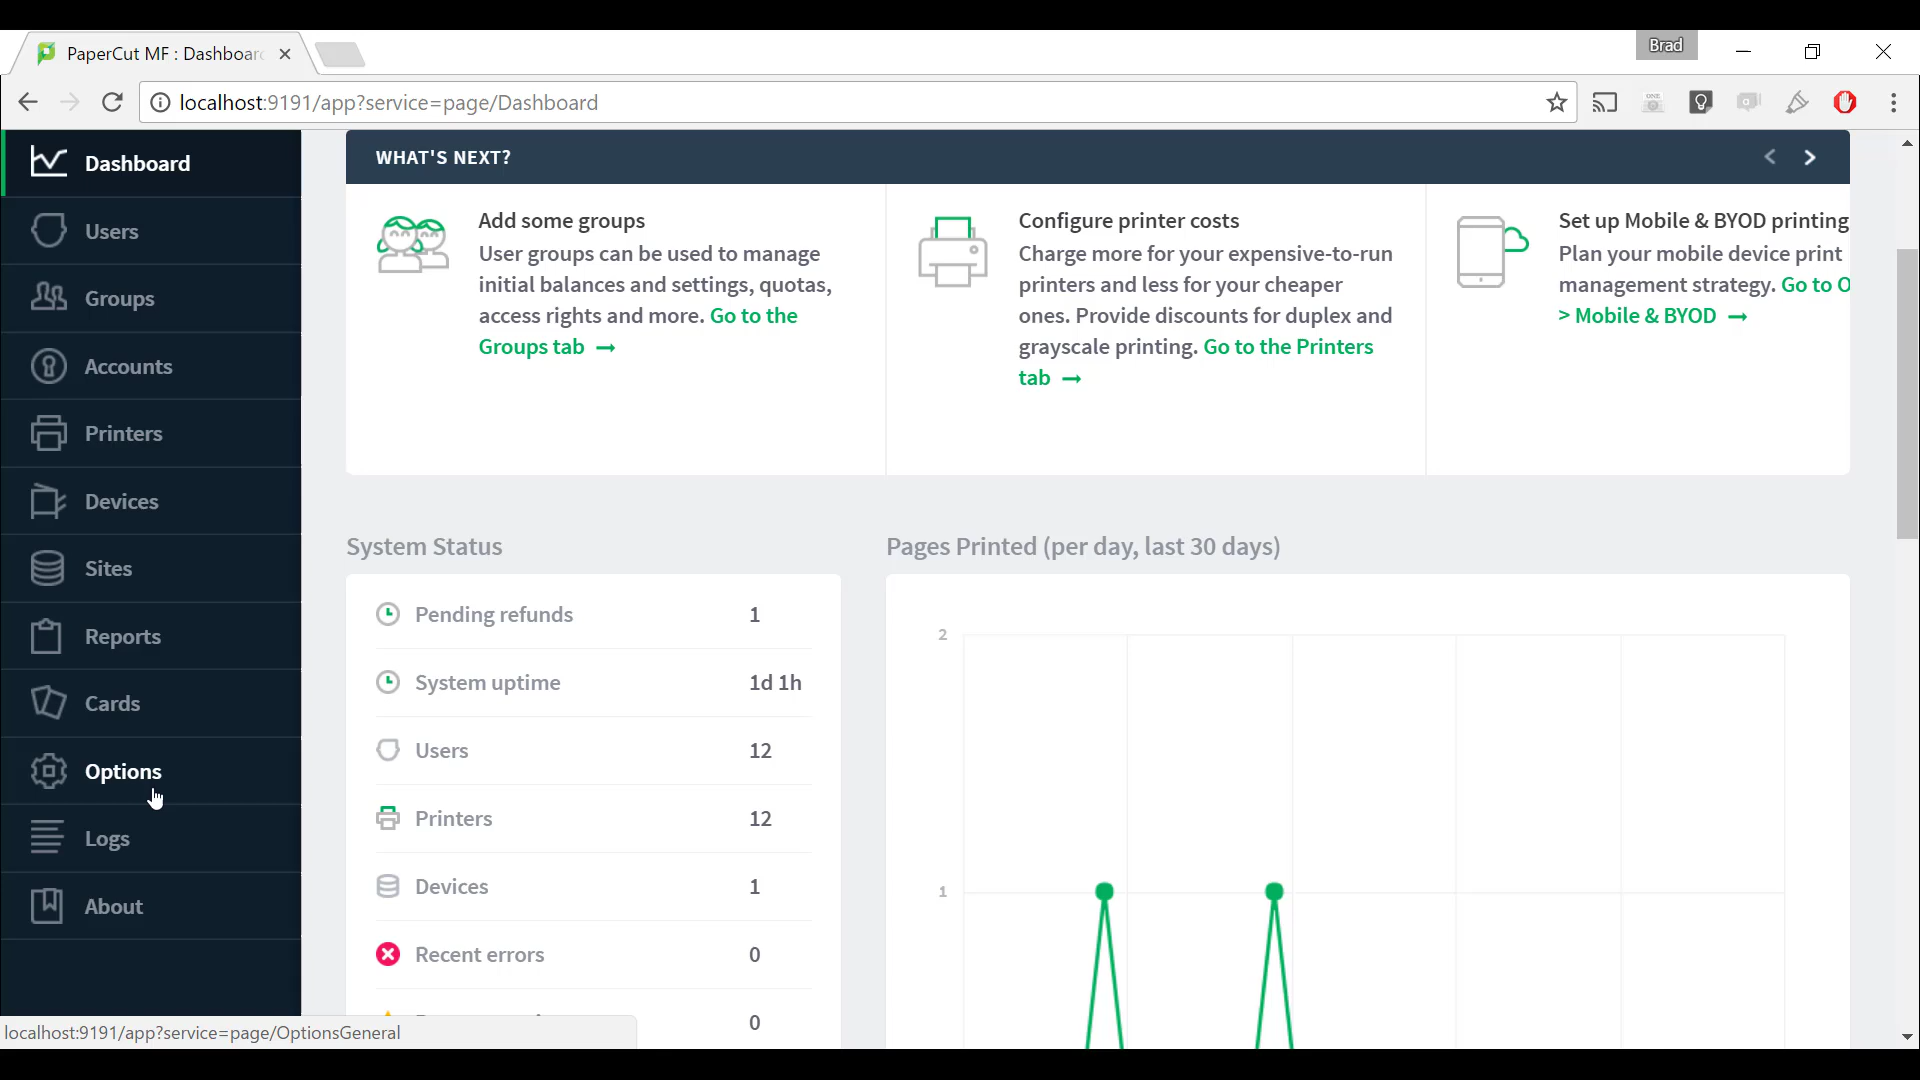 PaperCut MF : Dashboar
Brad
localhost:9191/app?service=page/Dashboard
Dashboard
Users
Groups
Accounts
Printers
Devices
Sites
Reports
Cards
Options
Logs
About
WHAT'S NEXT?
Add some groups
User groups can be used to manage
initial balances and settings, quotas,
access rights and more. Go to the
Groups tab →
Configure printer costs
Charge more for your expensive-to-run
printers and less for your cheaper
ones. Provide discounts for duplex and
grayscale printing. Go to the Printers
tab →
Set up Mobile & BYOD printing
Plan your mobile device print
management strategy. Go to O
> Mobile & BYOD →
System Status
Pending refunds 1
System uptime 1d 1h
Users 12
Printers 12
Devices 1
Recent errors 0
0
Pages Printed (per day, last 30 days)
2
1
localhost:9191/app?service=page/OptionsGeneral